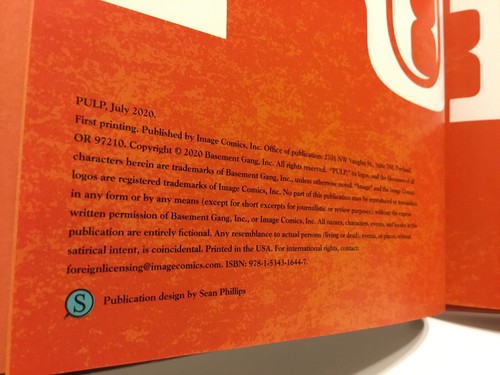 PULP, July 2020.
First printing. Published by Image Comics, Inc. Office of publication: 2701 NW Vaughn St., Suite 780, Portland,
OR 97210. Copyright © 2020 Basement Gang, Inc. All rights reserved. "PULP," its logos, and the likenesses of all
characters herein are trademarks of Basement Gang, Inc., unless otherwise noted. "Image" and the Image Comics
logos are registered trademarks of Image Comics, Inc. No part of this publication may be reproduced or transmitted,
in any form or by any means (except for short excerpts for journalistic or review purposes), without the express
written permission of Basement Gang, Inc., or Image Comics, Inc. All names, characters, events, and locales in this
publication are entirely fictional. Any resemblance to actual persons (living or dead), events, or places, without
satirical intent, is coincidental. Printed in the USA. For international rights, contact:
foreignlicensing@imagecomics.com. ISBN: 978-1-5343-1644-7.
S
Publication design by Sean Phillips